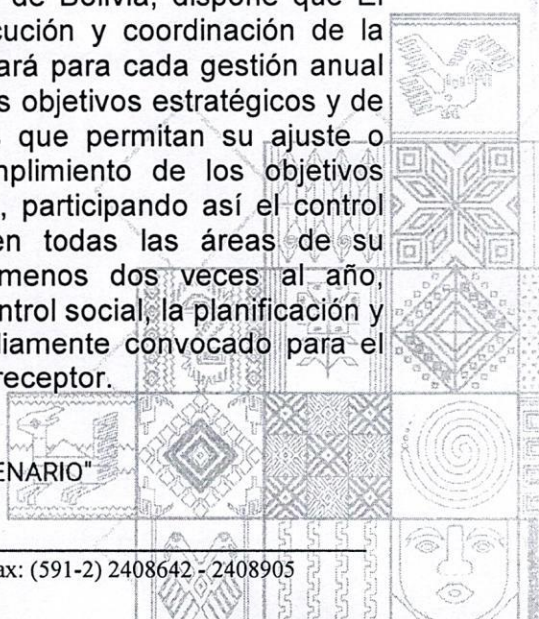 de Bolivia, dispone que El
cución y coordinación de la
ará para cada gestión anual
s objetivos estratégicos y de
que permitan su ajuste o
nplimiento de los objetivos
, participando así el control
en todas las áreas de su
menos dos veces al año,
ntrol social, la planificación y
liamente convocado para el
receptor.
ENARIO"
ax: (591-2) 2408642 - 2408905